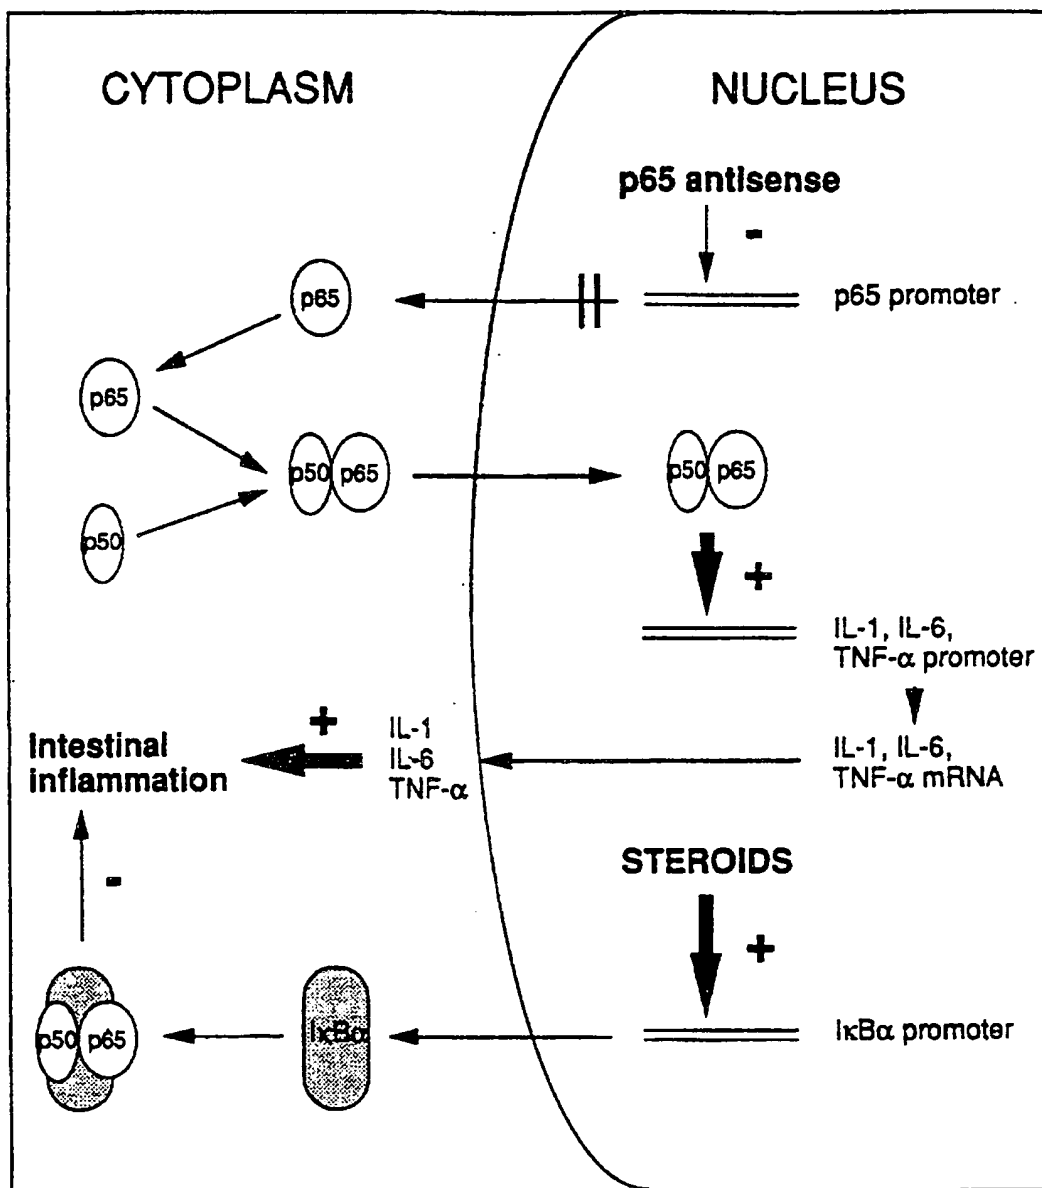 CYTOPLASM
NUCLEUS
p65 antisense
-
p65 promoter
p65
p65
p50
p50 p65
p50 p65
+
IL-1, IL-6,
TNF-α promoter
IL-1, IL-6,
TNF-α mRNA
IL-1
IL-6
TNF-α
+
Intestinal
inflammation
-
STEROIDS
+
IκBα promoter
IκBα
p50 p65